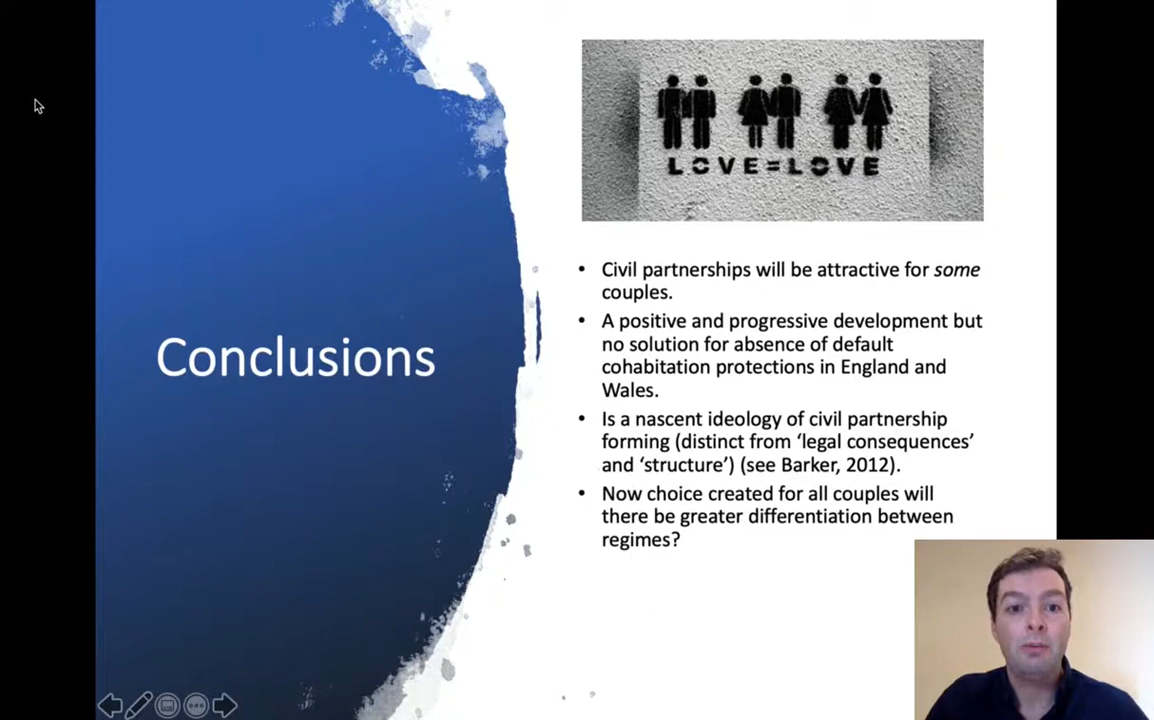 LOVE=LOVE
Conclusions
• Civil partnerships will be attractive for some
couples.
• A positive and progressive development but
no solution for absence of default
cohabitation protections in England and
Wales.
• Is a nascent ideology of civil partnership
forming (distinct from ‘legal consequences’
and ‘structure’) (see Barker, 2012).
• Now choice created for all couples will
there be greater differentiation between
regimes?